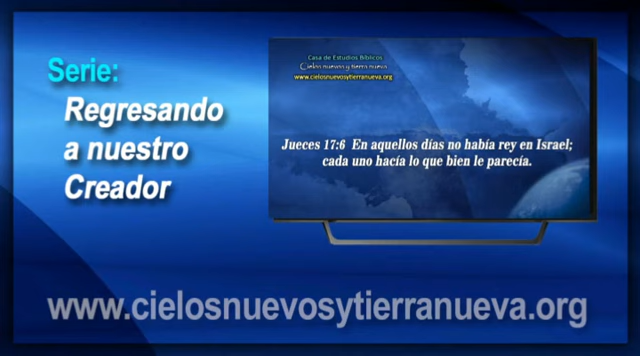 Serie:
Regresando
a nuestro
Creador
Casa de Estudios Bíblicos
Cielos nuevos y tierra nueva
www.cielosnuevosytierranueva.org
Jueces 17:6 En aquellos días no había rey en Israel;
cada uno hacía lo que bien le parecía.
www.cielosnuevosytierranueva.org